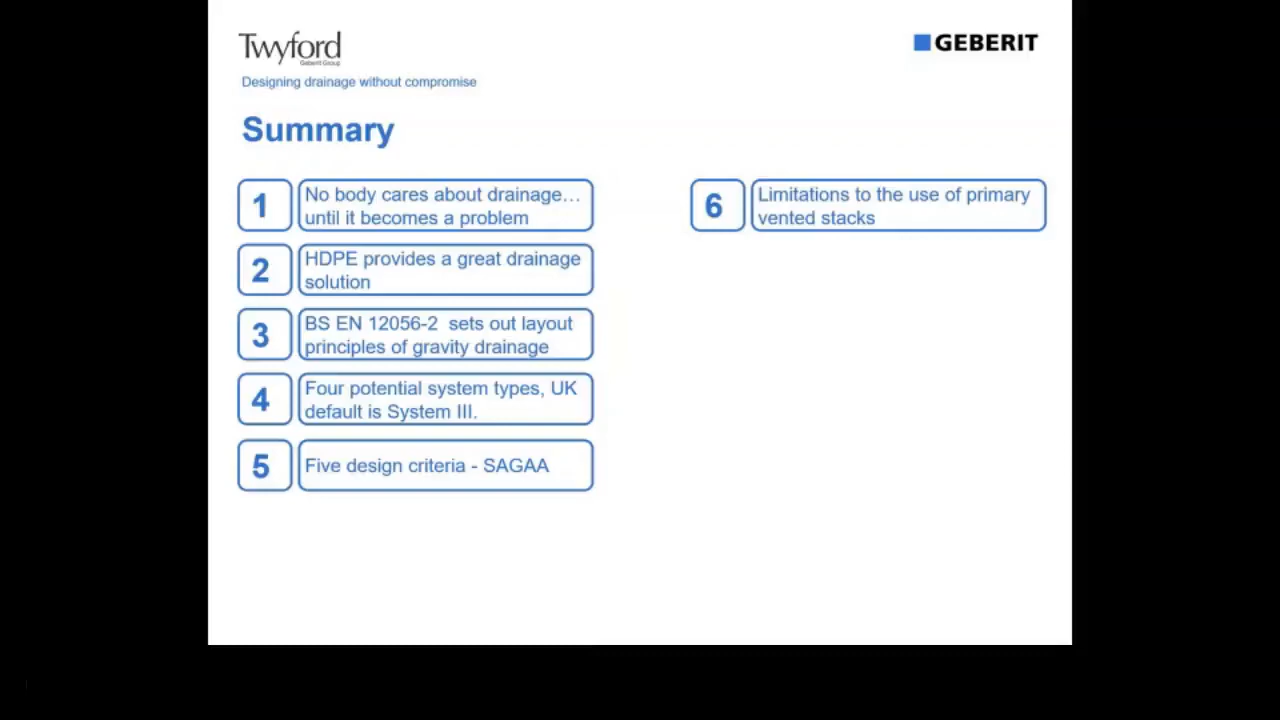 Twyford
Geberit Group
GEBERIT
Designing drainage without compromise
Summary
1
No body cares about drainage…
until it becomes a problem
2
HDPE provides a great drainage
solution
3
BS EN 12056-2  sets out layout
principles of gravity drainage
4
Four potential system types, UK
default is System III.
5
Five design criteria - SAGAA
6
Limitations to the use of primary
vented stacks